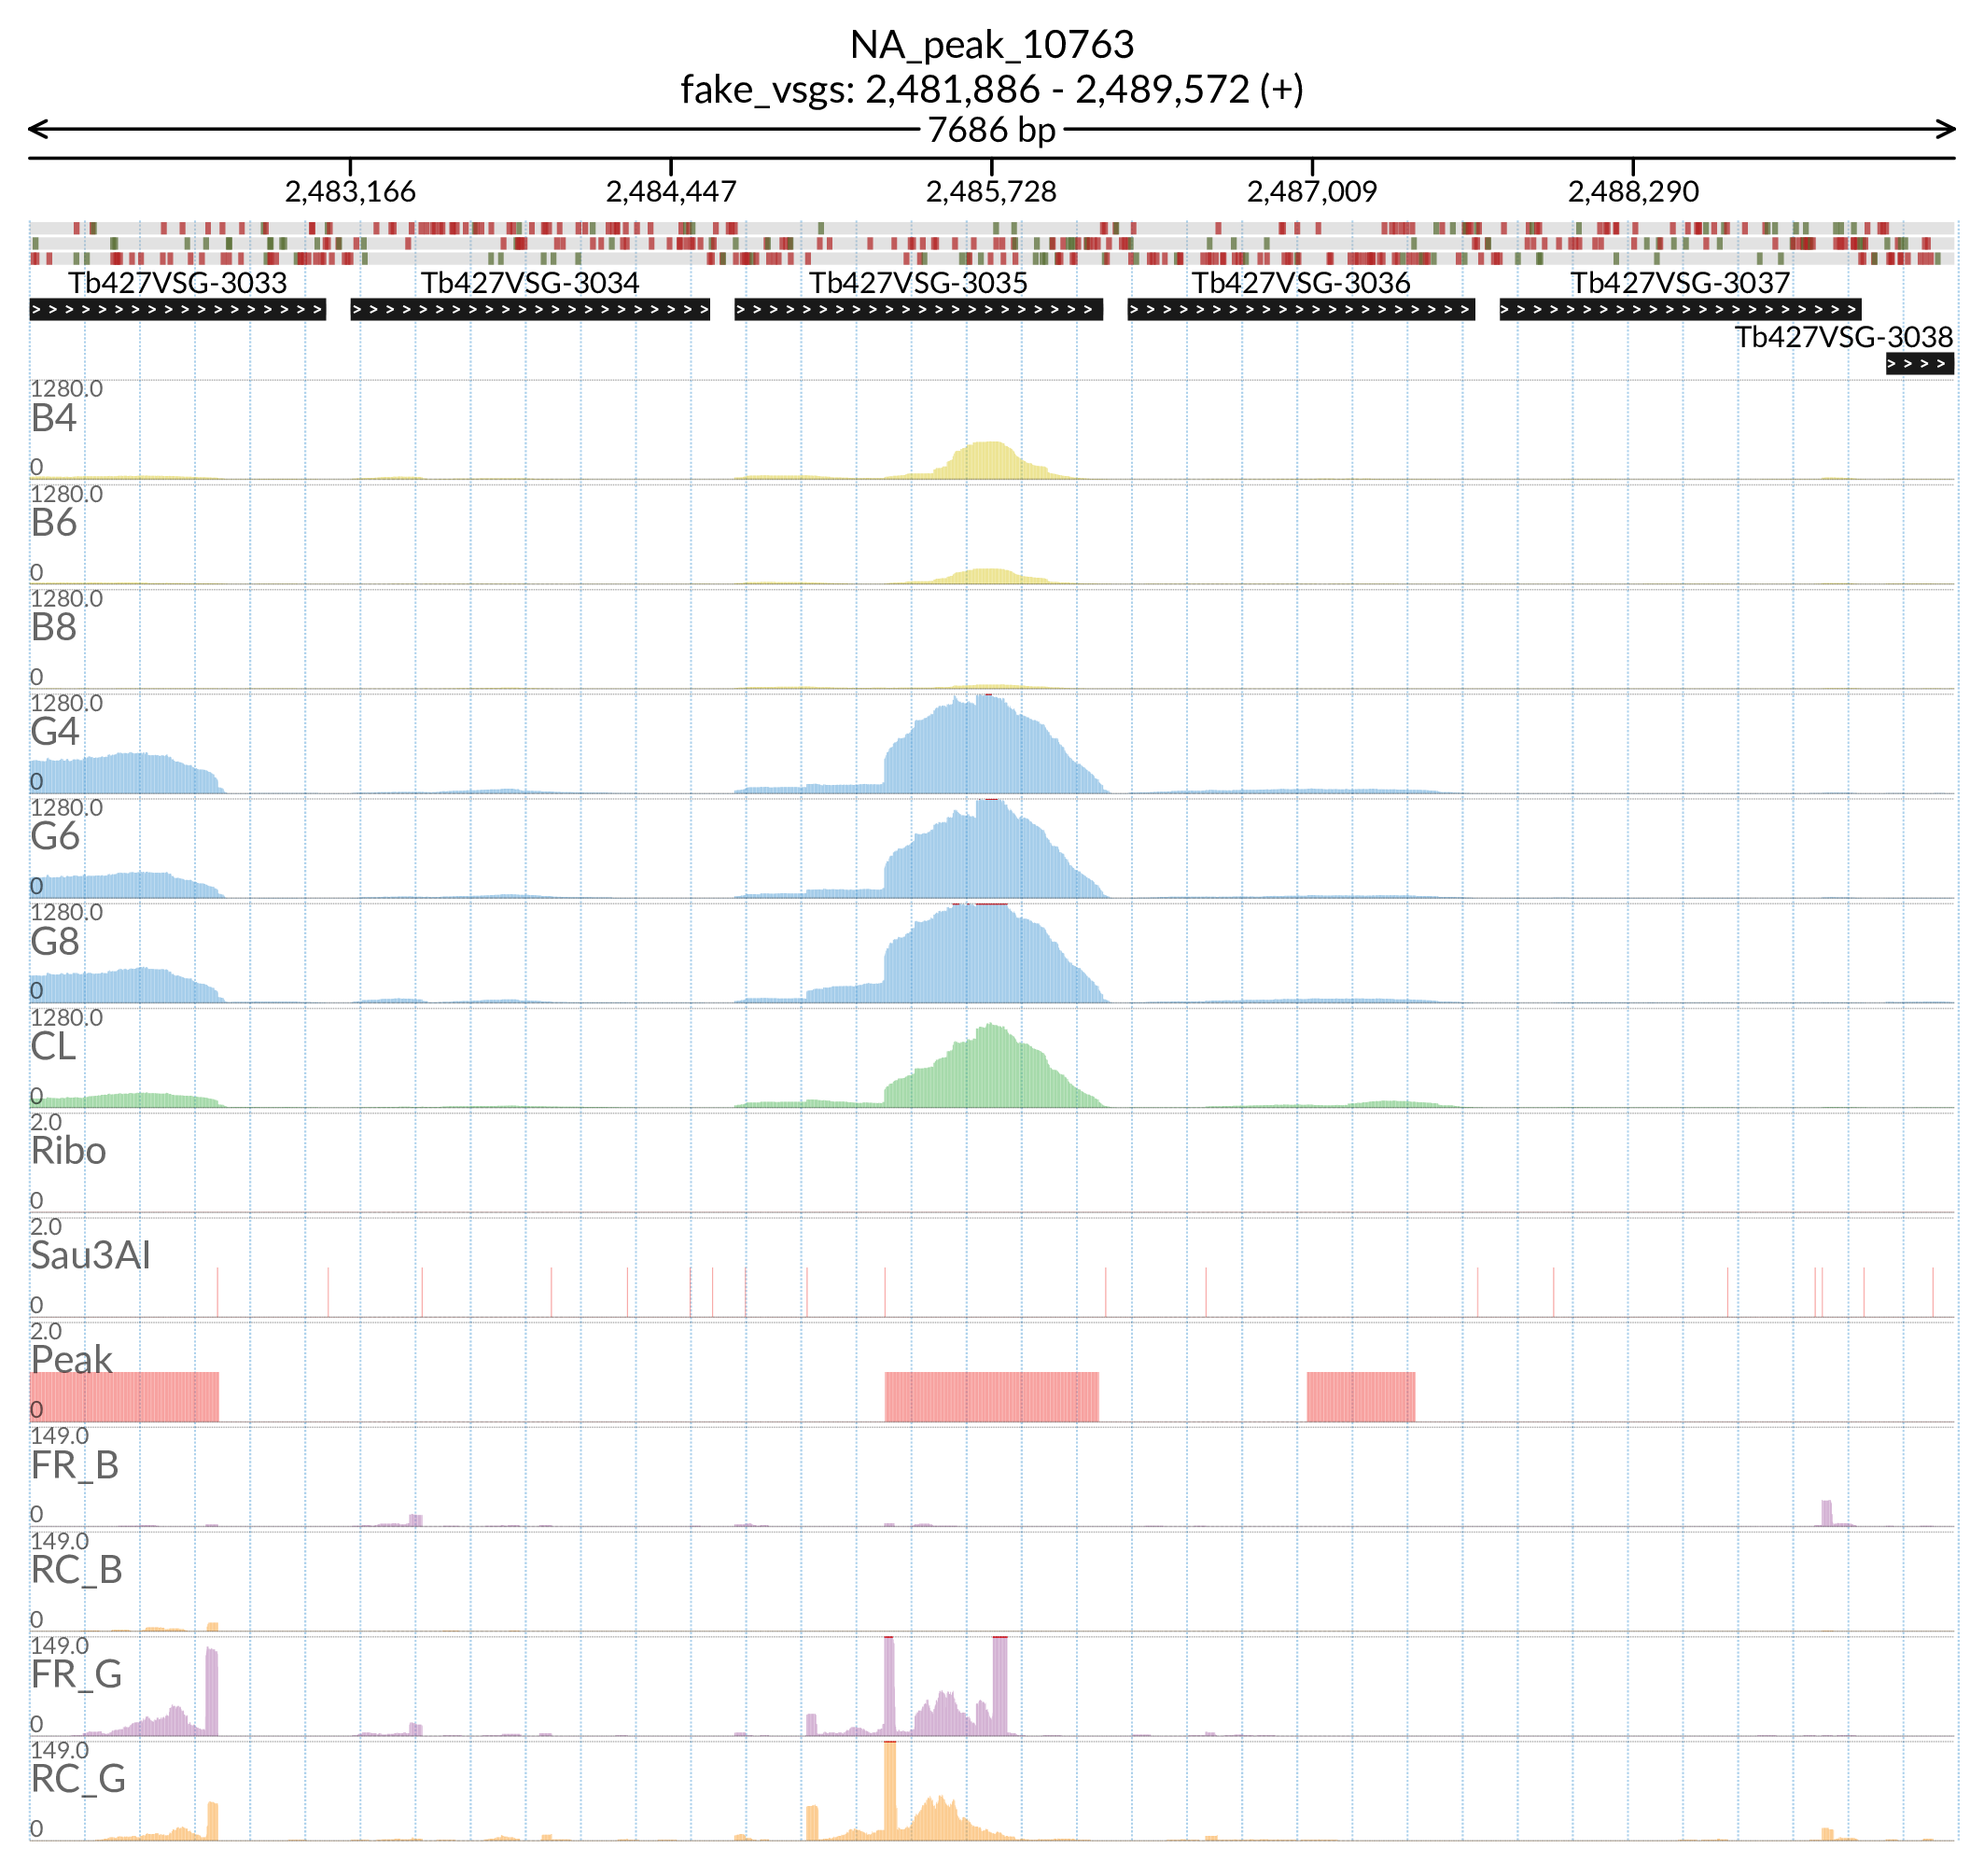 NA_peak_10763
fake_vsgs: 2,481,886 - 2,489,572 (+)
7686 bp
2,483,166 2,484,447 2,485,728 2,487,009 2,488,290
Tb427VSG-3033 Tb427VSG-3034 Tb427VSG-3035 Tb427VSG-3036 Tb427VSG-3037
Tb427VSG-3038
1280.0
B4
0
1280.0
B6
0
1280.0
B8
0
1280.0
G4
0
1280.0
G6
0
1280.0
G8
0
1280.0
CL
0
2.0
Ribo
0
2.0
Sau3AI
0
2.0
Peak
0
149.0
FR_B
0
149.0
RC_B
0
149.0
FR_G
0
149.0
RC_G
0